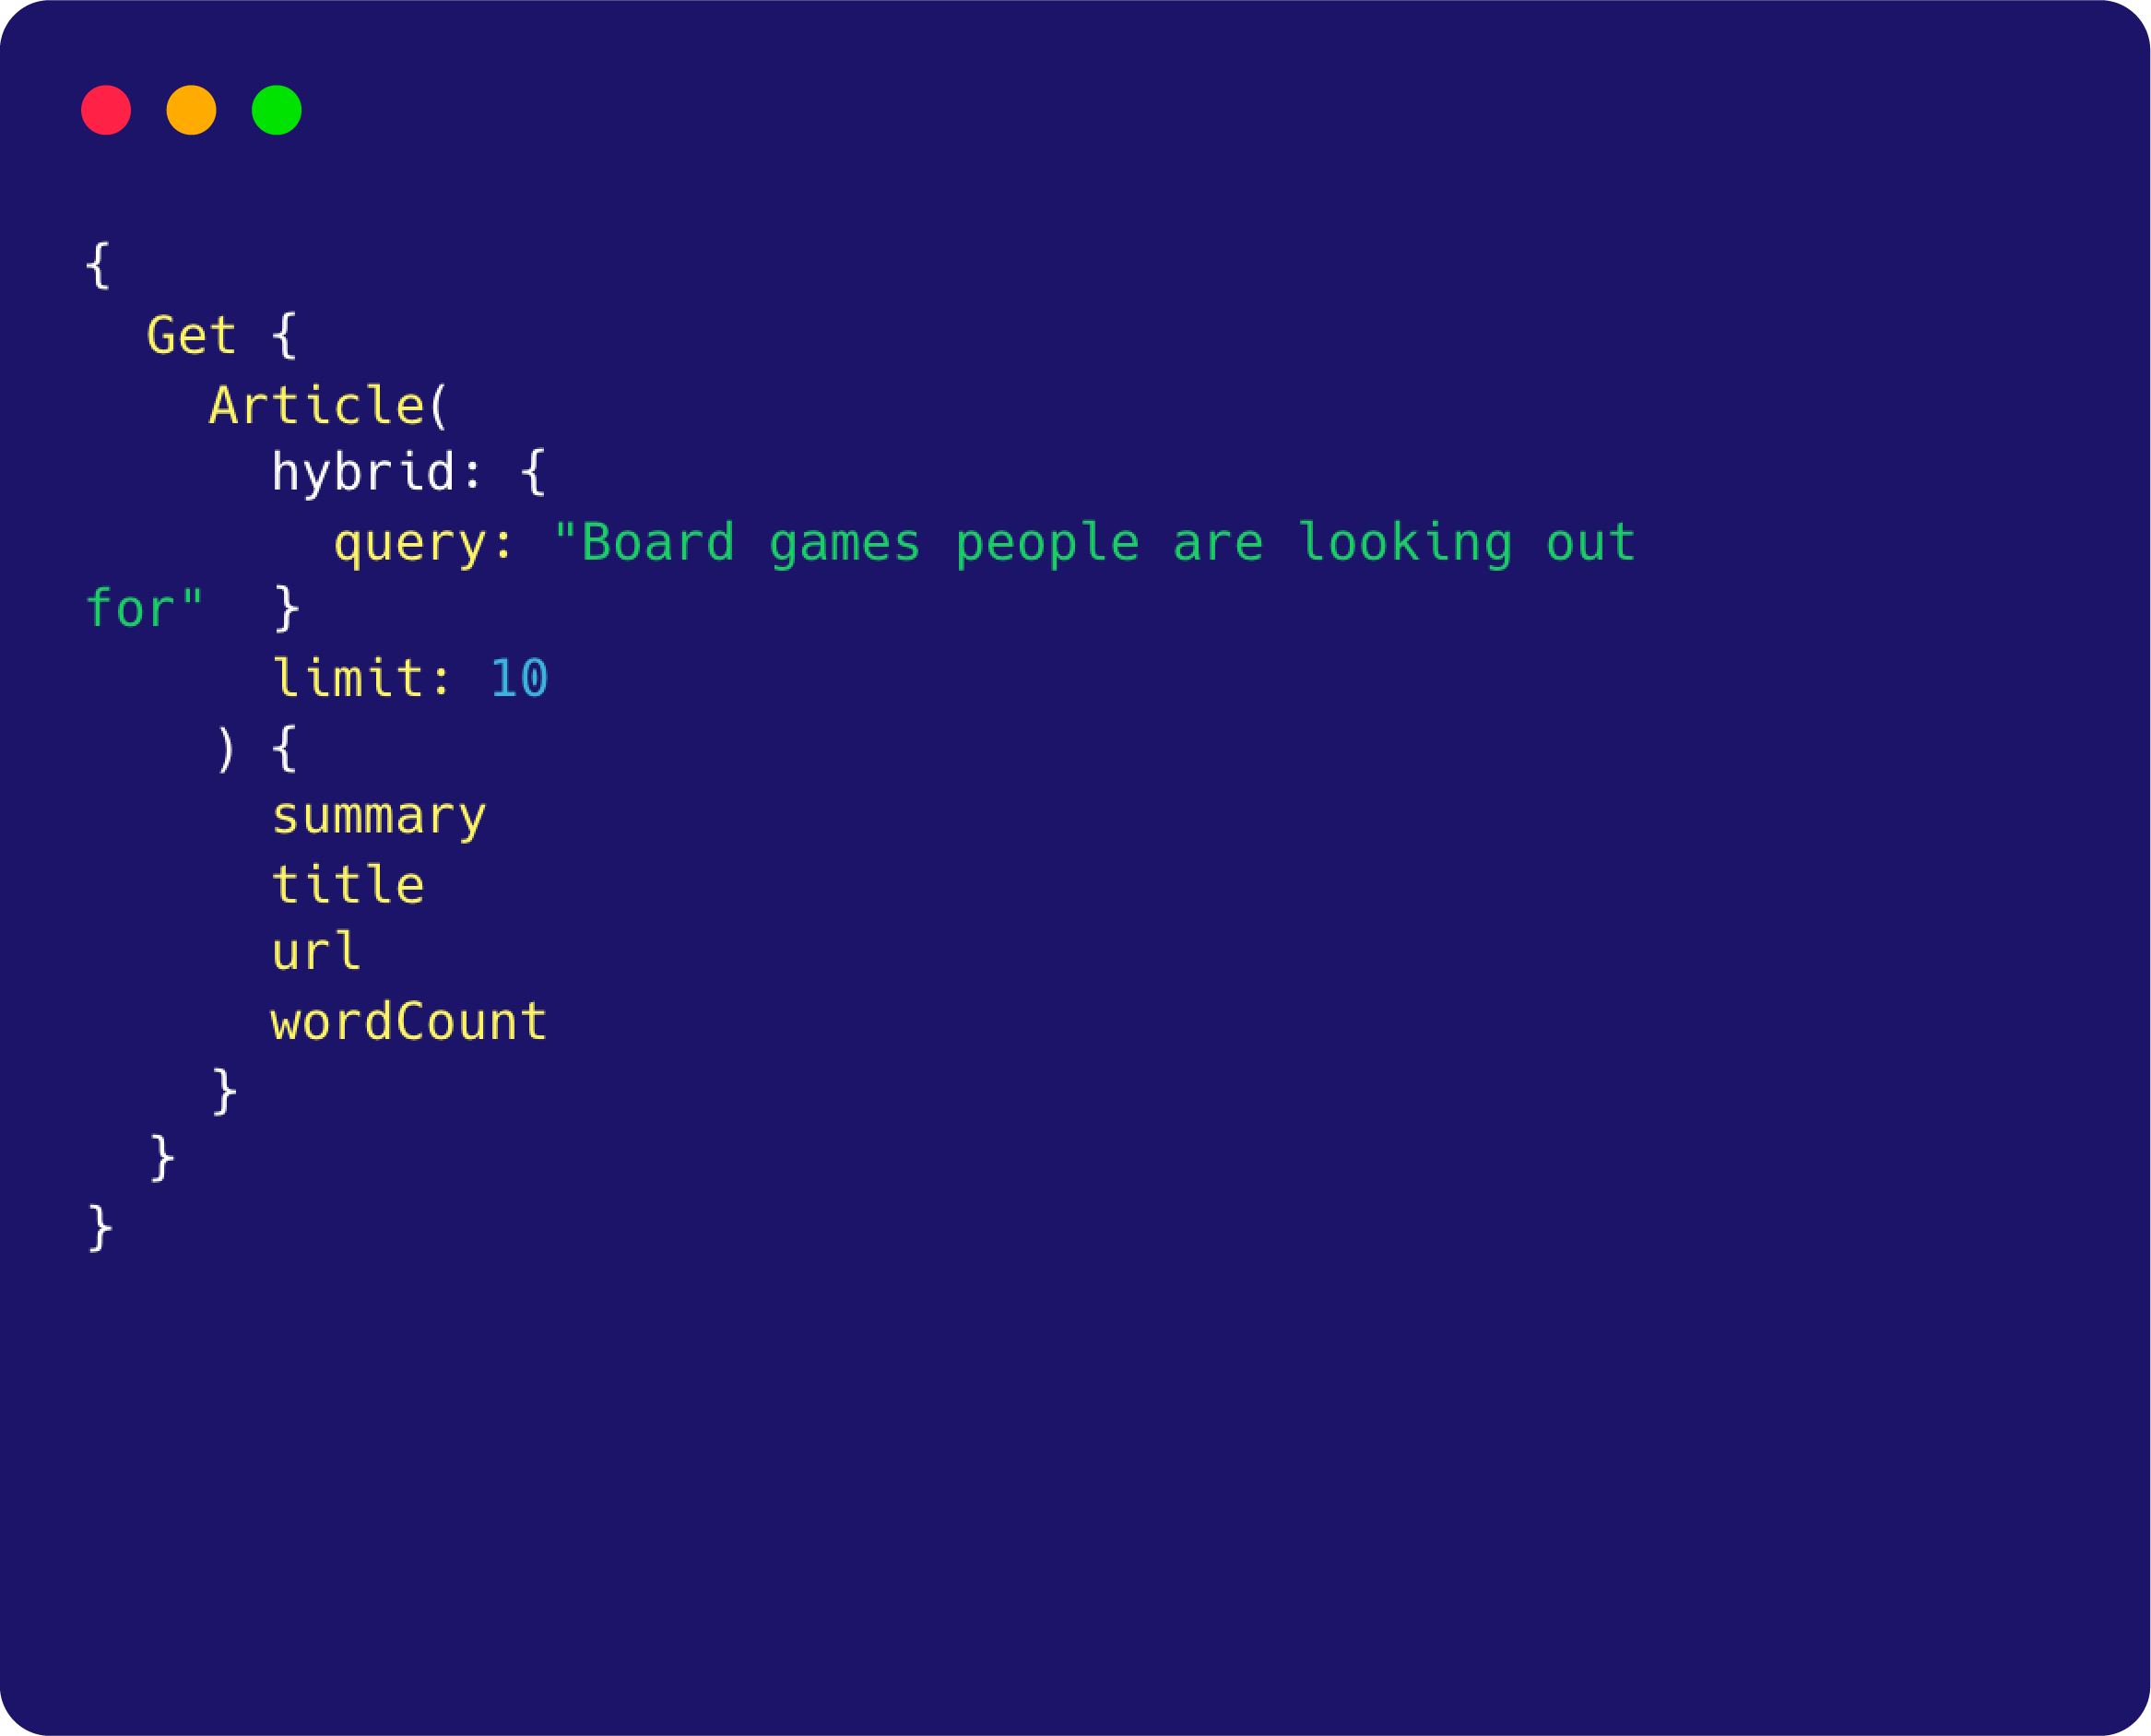 {
  Get {
    Article(
      hybrid: {
        query: "Board games people are looking out
for"  }
      limit: 10
    ) {
      summary
      title
      url
      wordCount
    }
  }
}